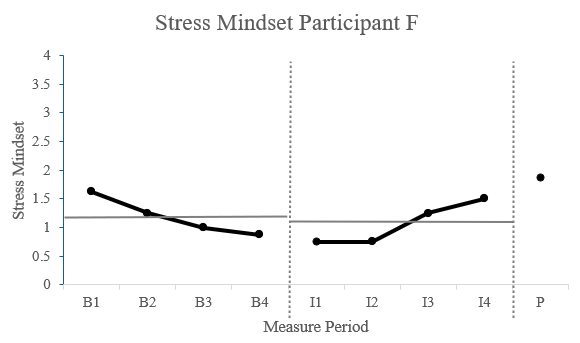 Stress Mindset Participant F
Stress Mindset
4
3.5
3
2.5
2
1.5
1
0.5
0
B1 B2 B3 B4 I1 I2 I3 I4 P
Measure Period